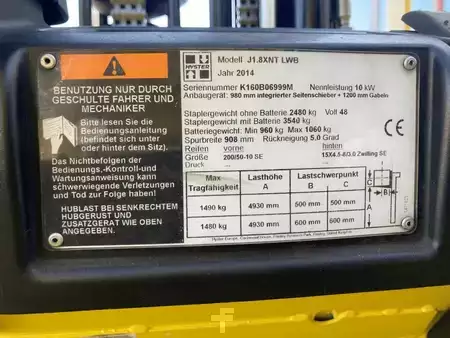 WARNUNG
BENUTZUNG NUR DURCH
GESCHULTE FAHRER UND
MECHANIKER
Bitte lesen Sie die
Bedienungsanleitung
(befindet sich auf
oder hinter dem Sitz).
Das Nichtbefolgen der
Bedienungs,-Kontroll-und
Wartungsanweisung kann
schwerwiegende Verletzungen
und Tod zur Folge haben!
HUBLAST BEI SENKRECHTEM
HUBGERUST UND
ZUSATZGERAT WIE OBEN
ANGEGEBEN.
HYSTER
Modell J1.8XNT LWB
Jahr 2014
Seriennummer K160B06999M Nennleistung 10 kW
Anbaugerät: 980 mm integrierter Seitenschieber + 1200 mm Gabeln
Staplergewicht ohne Batterie 2480 kg Volt 48
Staplergewicht mit Batterie 3540 kg
Batteriegewicht: Min 960 kg Max 1060 kg
Spurbreite 908 mm Rückneigung 5.0 Grad
Reifen vorne hinten
Größe 200/50-10 SE 15X4.5-8/3.0 Zwilling SE
Max Tragfähigkeit Lasthöhe A Lastschwerpunkt B C
1490 kg 4930 mm 500 mm 500 mm
1480 kg 4930 mm 600 mm 600 mm
CE
C
B
A